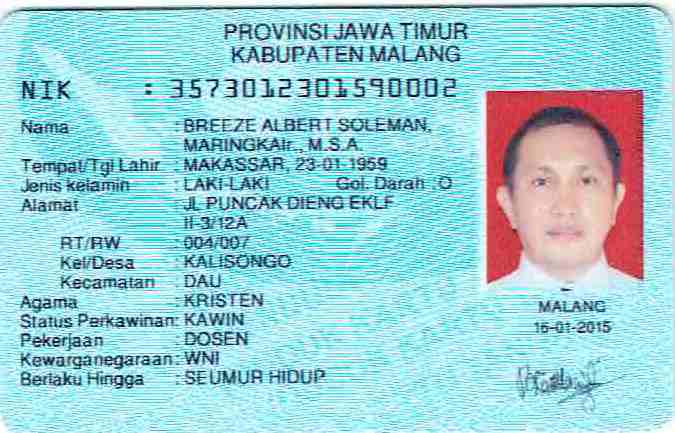 PROVINSI JAWA TIMUR
KABUPATEN MALANG
NIK : 3573012301590002
Nama : BREEZE ALBERT SOLEMAN,
MARINGKAIr., M.S.A.
Tempat/Tgl Lahir : MAKASSAR, 23-01-1959
Jenis kelamin : LAKI-LAKI Gol. Darah : O
Alamat : JL PUNCAK DIENG EKLF
II-3/12A
RT/RW : 004/007
Kel/Desa : KALISONGO
Kecamatan : DAU
Agama : KRISTEN
Status Perkawinan: KAWIN
Pekerjaan : DOSEN
Kewarganegaraan: WNI
Berlaku Hingga : SEUMUR HIDUP
MALANG
16-01-2015